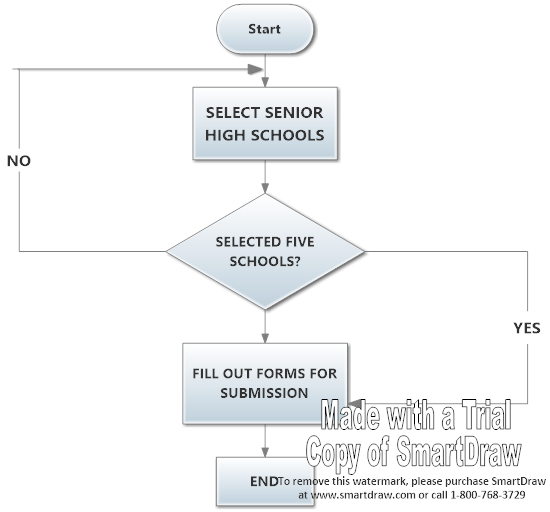 Start
SELECT SENIOR
HIGH SCHOOLS
NO
SELECTED FIVE
SCHOOLS?
YES
FILL OUT FORMS FOR
SUBMISSION
Made with a Trial
Copy of SmartDraw
END
To remove this watermark, please purchase SmartDraw
at www.smartdraw.com or call 1-800-768-3729